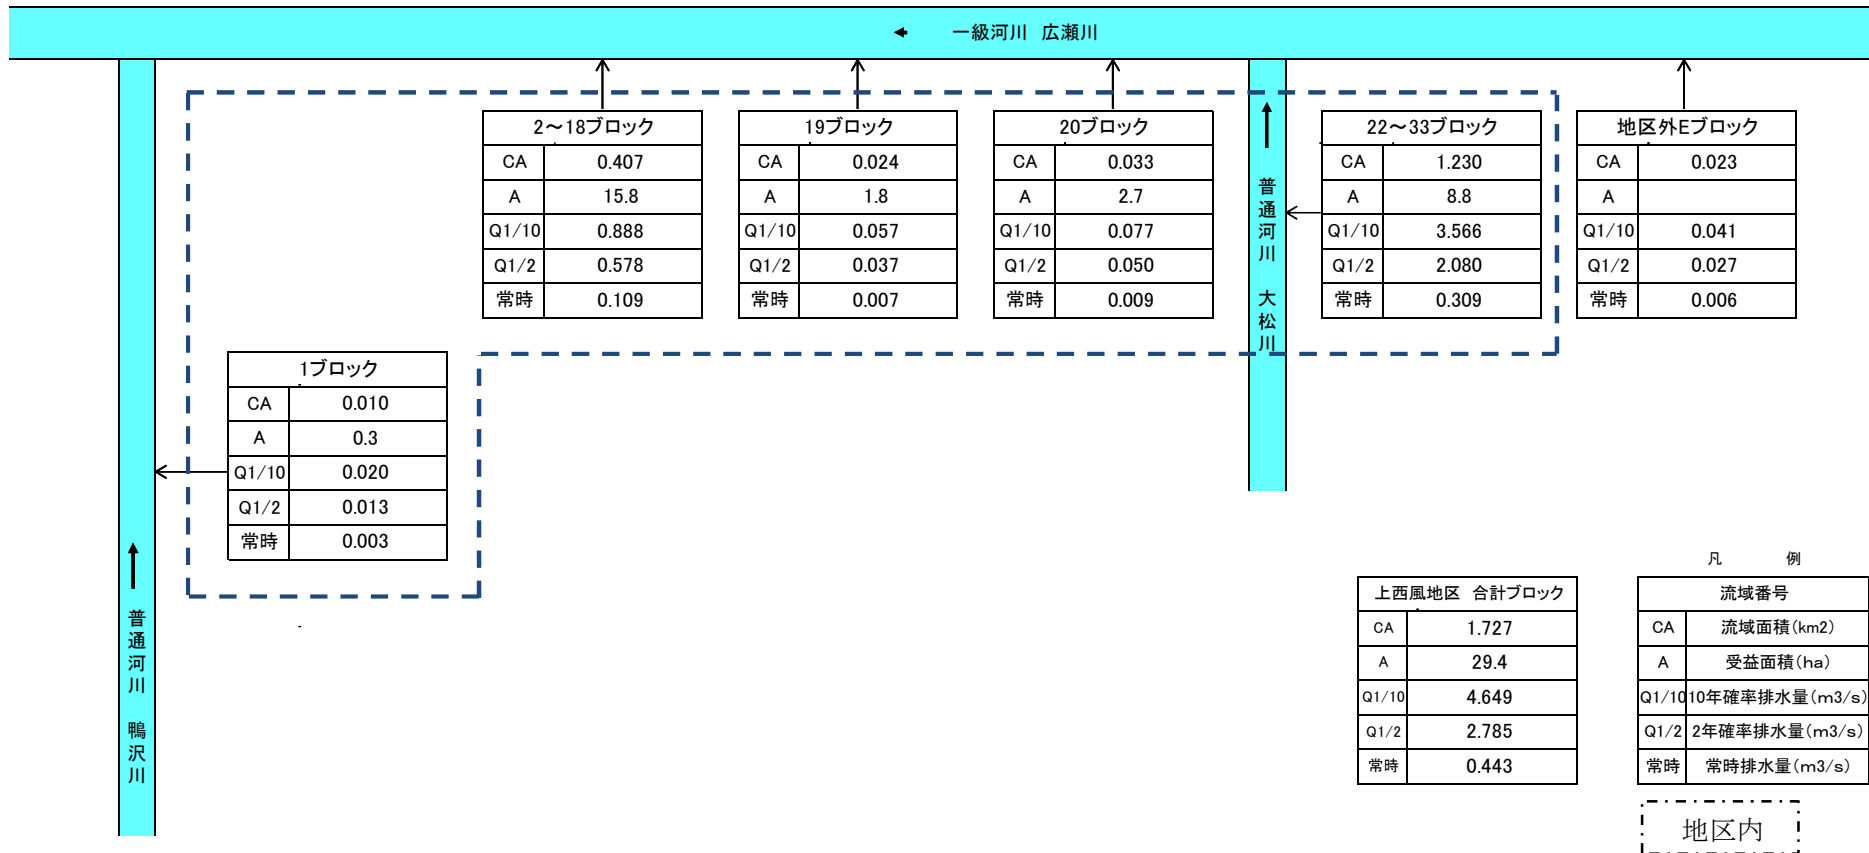 一級河川 広瀬川
2～18ブロック
CA 0.407
A 15.8
Q1/10 0.888
Q1/2 0.578
常時 0.109
19ブロック
CA 0.024
A 1.8
Q1/10 0.057
Q1/2 0.037
常時 0.007
20ブロック
CA 0.033
A 2.7
Q1/10 0.077
Q1/2 0.050
常時 0.009
普通河川 大松川
22～33ブロック
CA 1.230
A 8.8
Q1/10 3.566
Q1/2 2.080
常時 0.309
地区外Eブロック
CA 0.023
A
Q1/10 0.041
Q1/2 0.027
常時 0.006
1ブロック
CA 0.010
A 0.3
Q1/10 0.020
Q1/2 0.013
常時 0.003
普通河川 鴨沢川
上西風地区 合計ブロック
CA 1.727
A 29.4
Q1/10 4.649
Q1/2 2.785
常時 0.443
凡 例
流域番号
CA 流域面積(km2)
A 受益面積(ha)
Q1/10 10年確率排水量(m3/s)
Q1/2 2年確率排水量(m3/s)
常時 常時排水量(m3/s)
地区内